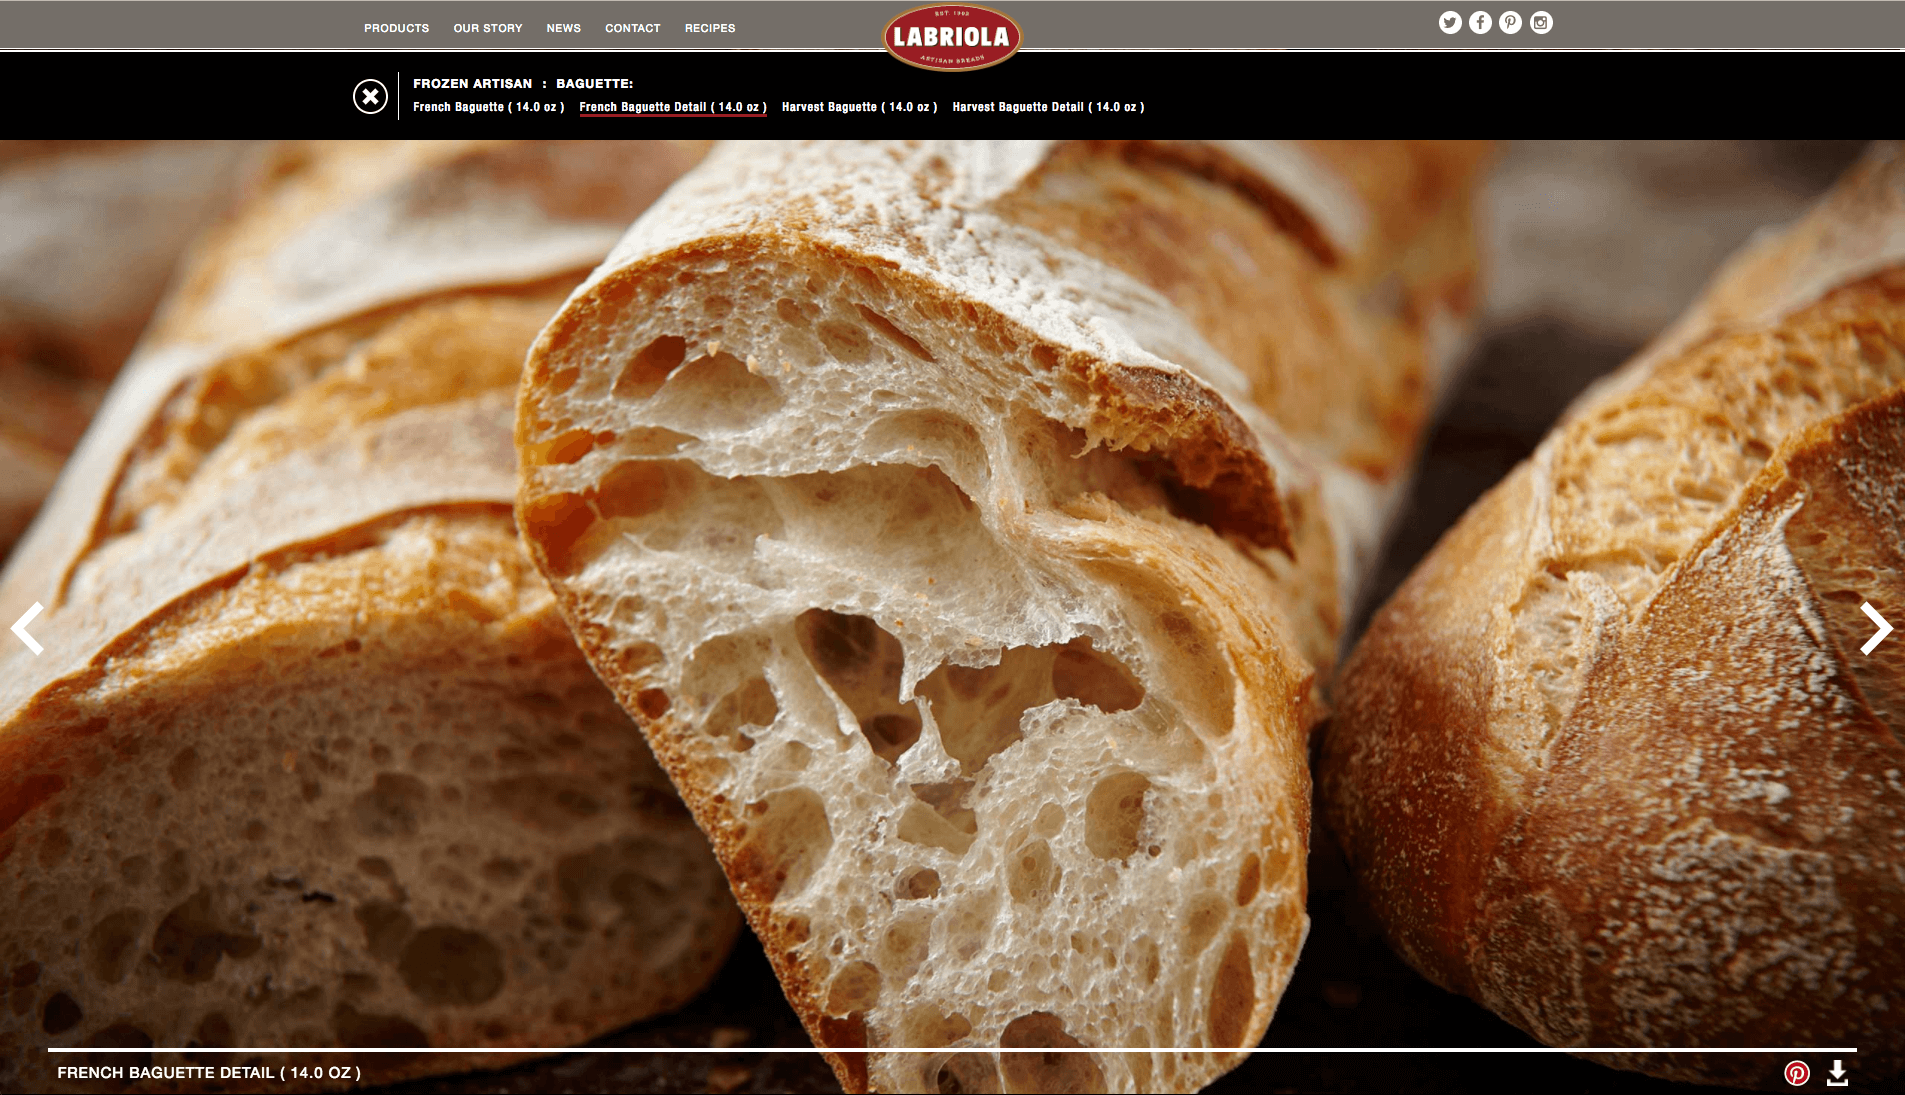 PRODUCTS OUR STORY NEWS CONTACT RECIPES
EST. 1993
LABRIOLA
ARTISAN BREADS
FROZEN ARTISAN : BAGUETTE:
French Baguette ( 14.0 oz ) French Baguette Detail ( 14.0 oz ) Harvest Baguette ( 14.0 oz ) Harvest Baguette Detail ( 14.0 oz )
FRENCH BAGUETTE DETAIL ( 14.0 OZ )